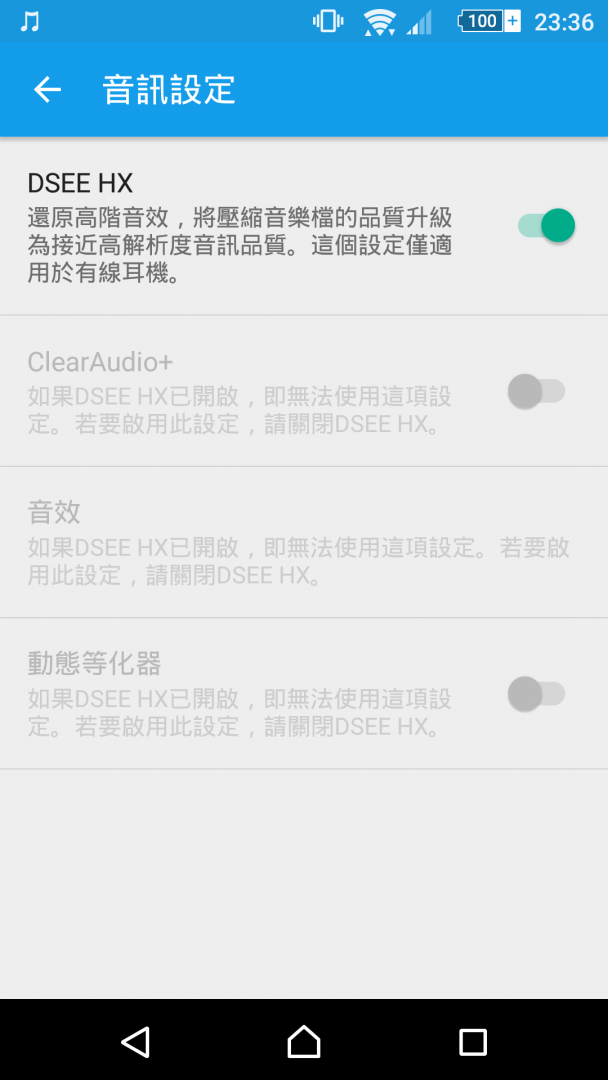 100
23:36
音訊設定
DSEE HX
還原高階音效，將壓縮音樂檔的品質升級
為接近高解析度音訊品質。這個設定僅適
用於有線耳機。
ClearAudio+
如果DSEE HX已開啟，即無法使用這項設
定。若要啟用此設定，請關閉DSEE HX。
音效
如果DSEE HX已開啟，即無法使用這項設定。若要啟
用此設定，請關閉DSEE HX。
動態等化器
如果DSEE HX已開啟，即無法使用這項設
定。若要啟用此設定，請關閉DSEE HX。